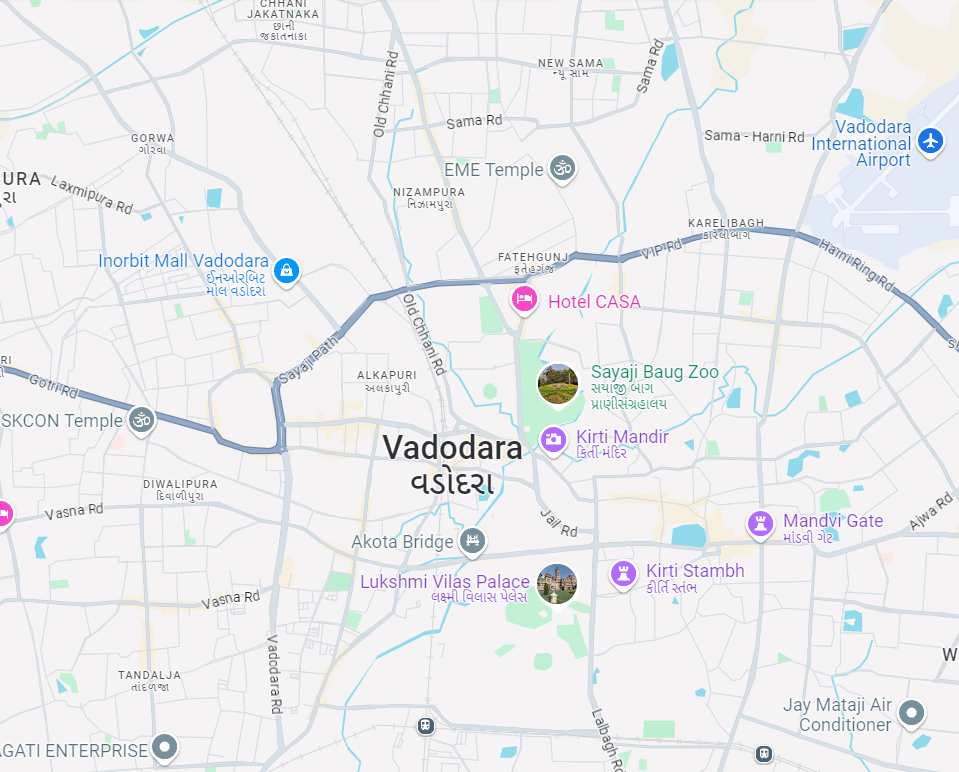 CHHANI
JAKATNAKA
છાની
જકાતનાકા
Old Chhani Rd
NEW SAMA
ન્યૂ સામ
Sama Rd
Sama Rd
Sama - Harni Rd
Vadodara
International
Airport
GORWA
ગોરવા
EME Temple
URA
પુરા
Laxmipura Rd
NIZAMPURA
નિઝામપુરા
KARELIBAGH
કારેલીબાગ
VIP Rd
Harni Ring Rd
Inorbit Mall Vadodara
ઈનઓરબિટ
મોલ વડોદરા
FATEHGUNJ
ફતેહગંજ
Hotel CASA
Old Chhani Rd
Sayaji Path
Gotri Rd
ALKAPURI
અલકાપુરી
Sayaji Baug Zoo
સયાજી બાગ
પ્રાણીસંગ્રહાલય
SKCON Temple
Kirti Mandir
કિર્તી મંદિર
Vadodara
વડોદરા
DIWALIPURA
દિવાળીપુરા
Vasna Rd
Jail Rd
Mandvi Gate
માંડવી ગેટ
Ajwa Rd
Akota Bridge
Lukshmi Vilas Palace
લક્ષ્મી વિલાસ પેલેસ
Kirti Stambh
કીર્તિ સ્તંભ
Vasna Rd
Vadodara Rd
TANDALJA
તાંદળજા
W
Lalbagh Rd
Jay Mataji Air
Conditioner
AGATI ENTERPRISE